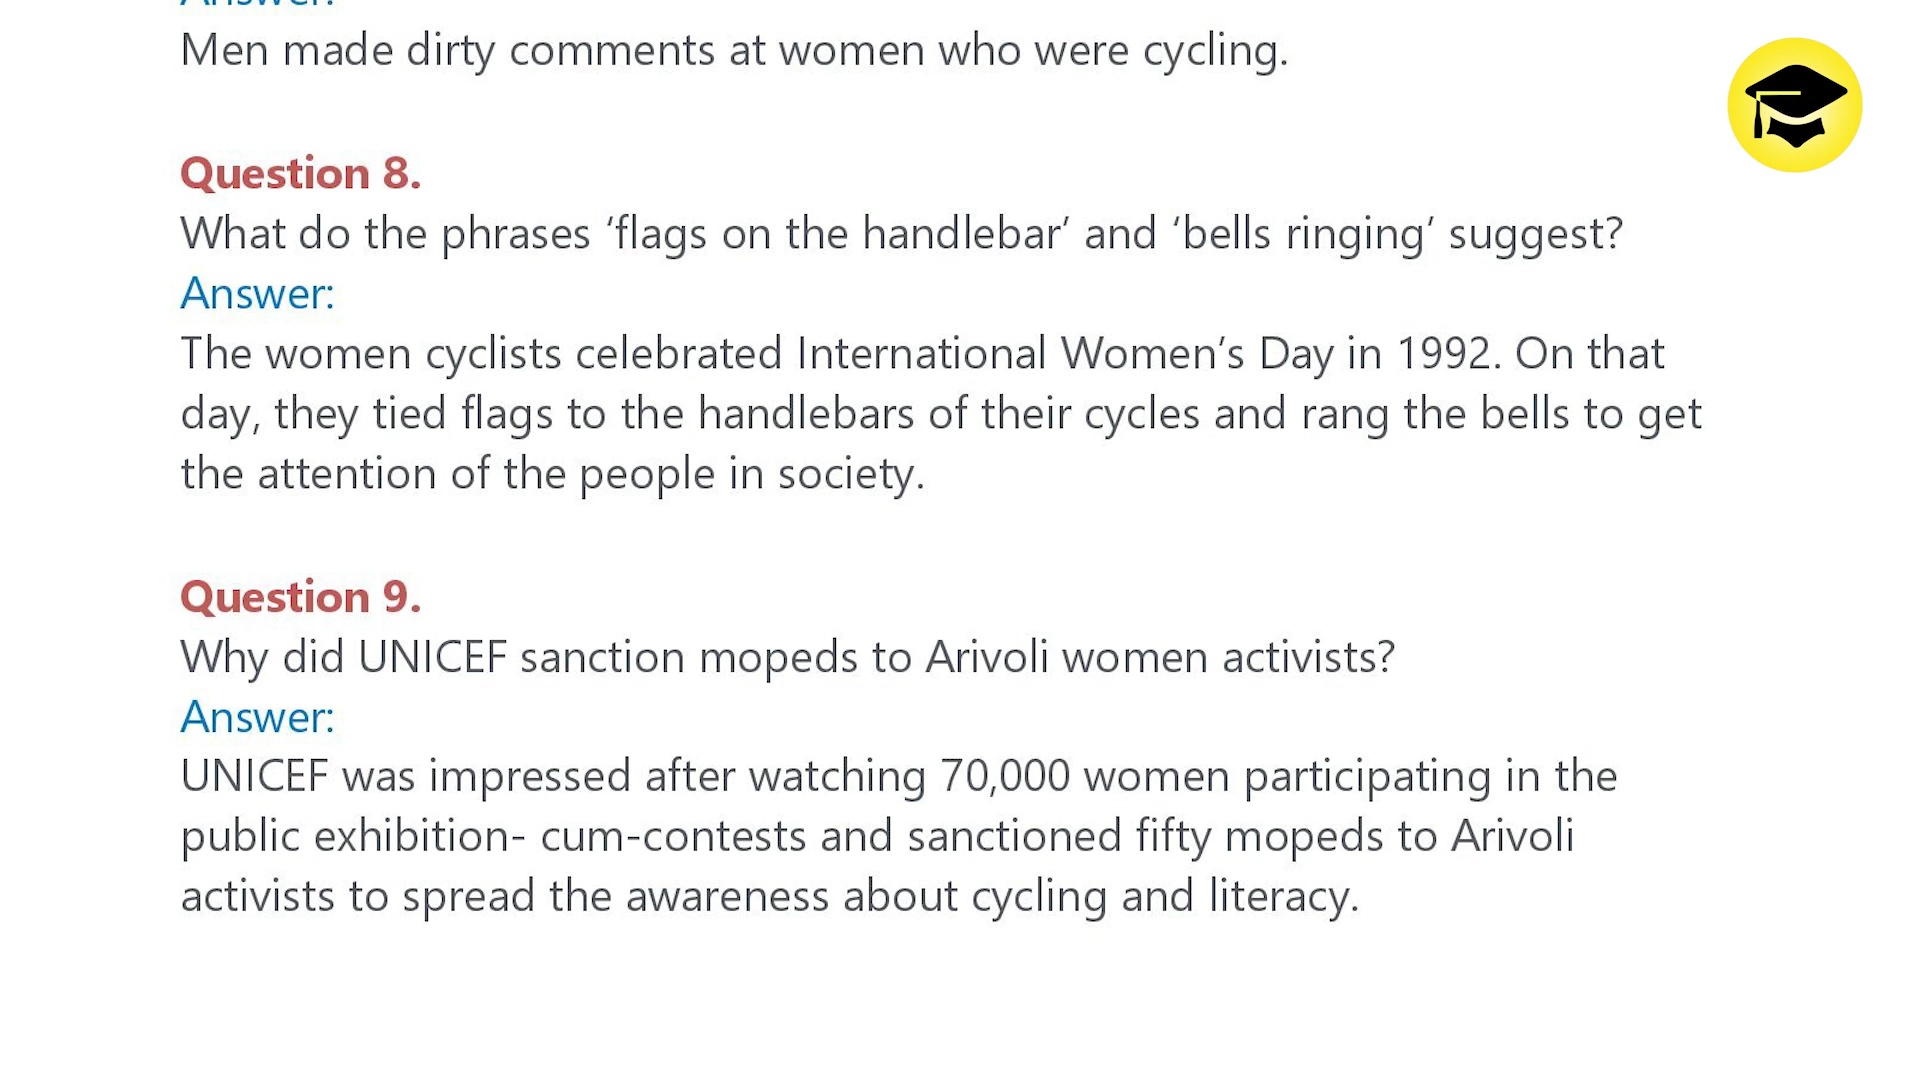 Answer:
Men made dirty comments at women who were cycling.
Question 8.
What do the phrases ‘flags on the handlebar’ and ‘bells ringing’ suggest?
Answer:
The women cyclists celebrated International Women’s Day in 1992. On that
day, they tied flags to the handlebars of their cycles and rang the bells to get
the attention of the people in society.
Question 9.
Why did UNICEF sanction mopeds to Arivoli women activists?
Answer:
UNICEF was impressed after watching 70,000 women participating in the
public exhibition- cum-contests and sanctioned fifty mopeds to Arivoli
activists to spread the awareness about cycling and literacy.